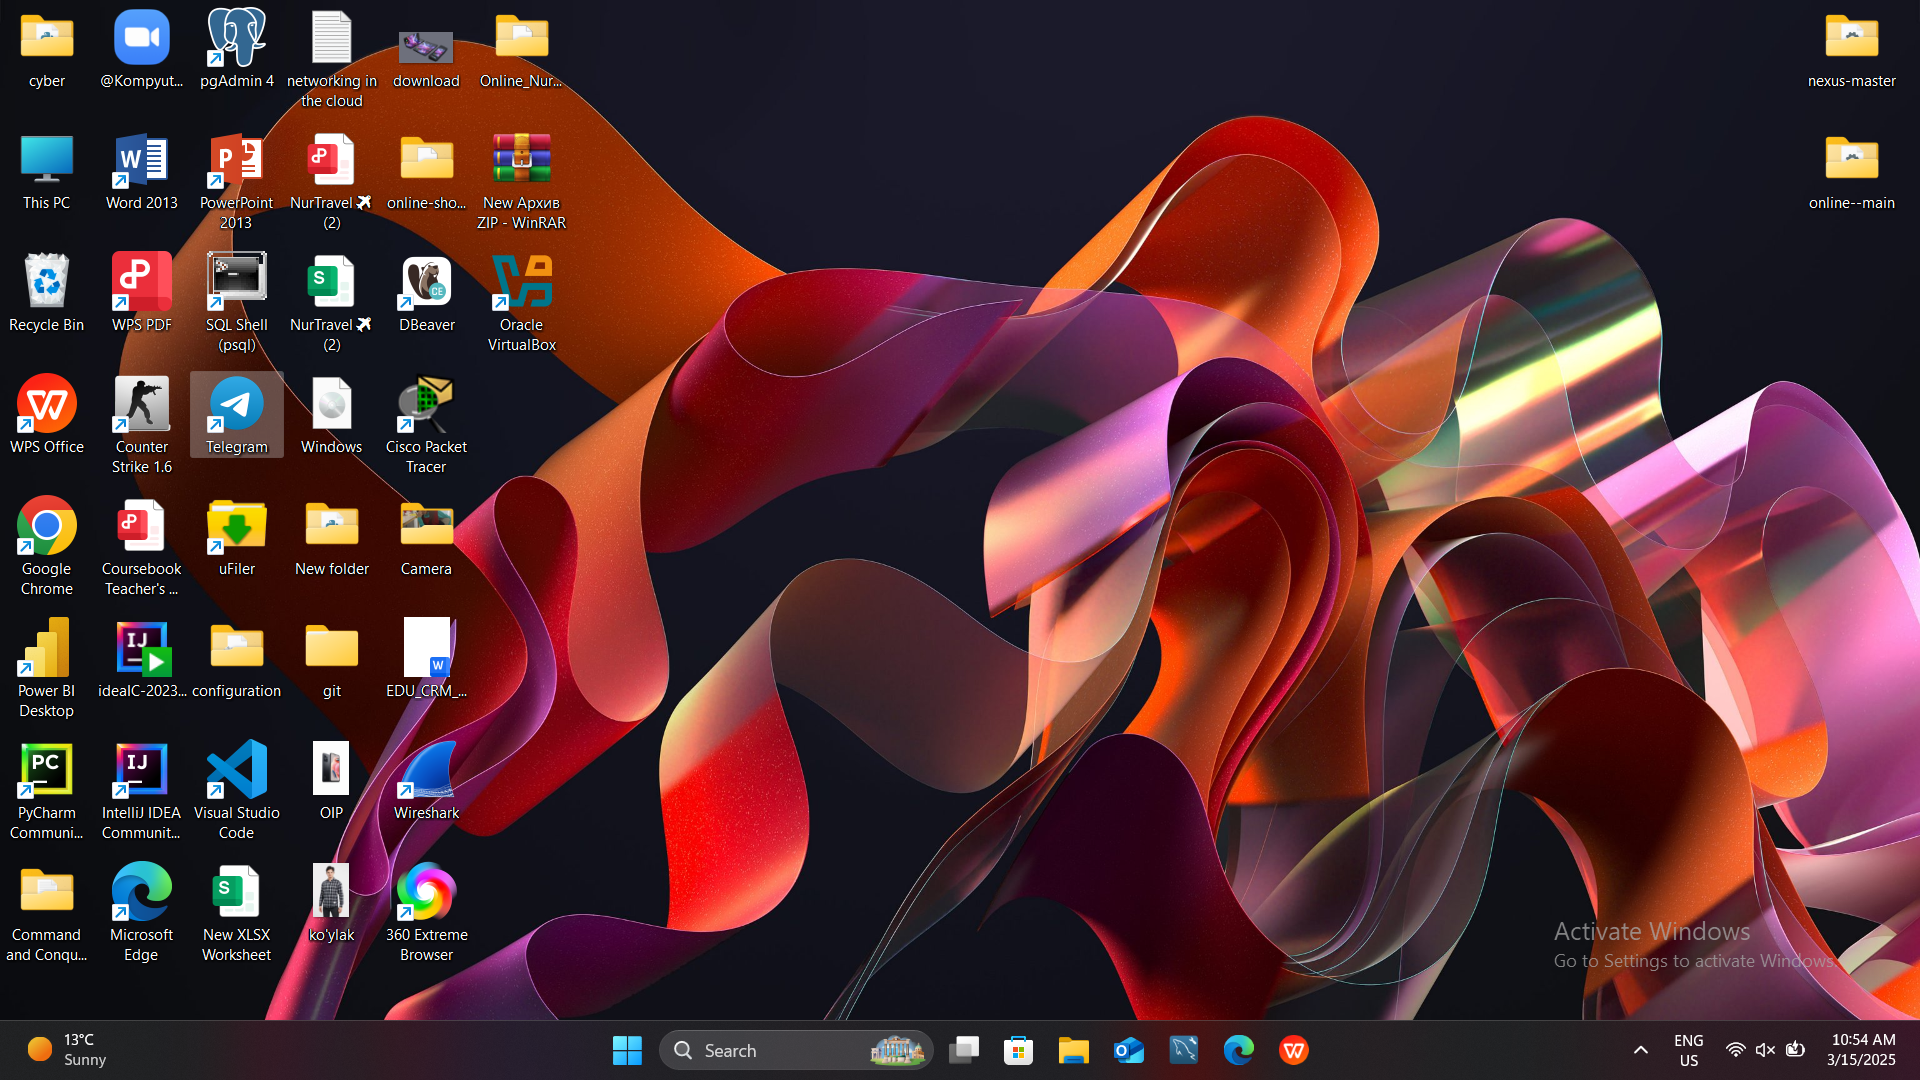 cyber
@Kompyut...
pgAdmin 4
networking in
the cloud
download
Online_Nur...
nexus-master
This PC
Word 2013
PowerPoint
2013
NurTravel ✈
(2)
online-sho...
New Архив
ZIP - WinRAR
online--main
Recycle Bin
WPS PDF
SQL Shell
(psql)
NurTravel ✈
(2)
DBeaver
Oracle
VirtualBox
WPS Office
Counter
Strike 1.6
Telegram
Windows
Cisco Packet
Tracer
Google
Chrome
Coursebook
Teacher's ...
uFiler
New folder
Camera
Power BI
Desktop
ideaIC-2023...
configuration
git
EDU_CRM_...
PyCharm
Communi...
IntelliJ IDEA
Communit...
Visual Studio
Code
OIP
Wireshark
Command
and Conqu...
Microsoft
Edge
New XLSX
Worksheet
ko'ylak
360 Extreme
Browser
Activate Windows
Go to Settings to activate Windows.
13°C
Sunny
Search
ENG
US
10:54 AM
3/15/2025